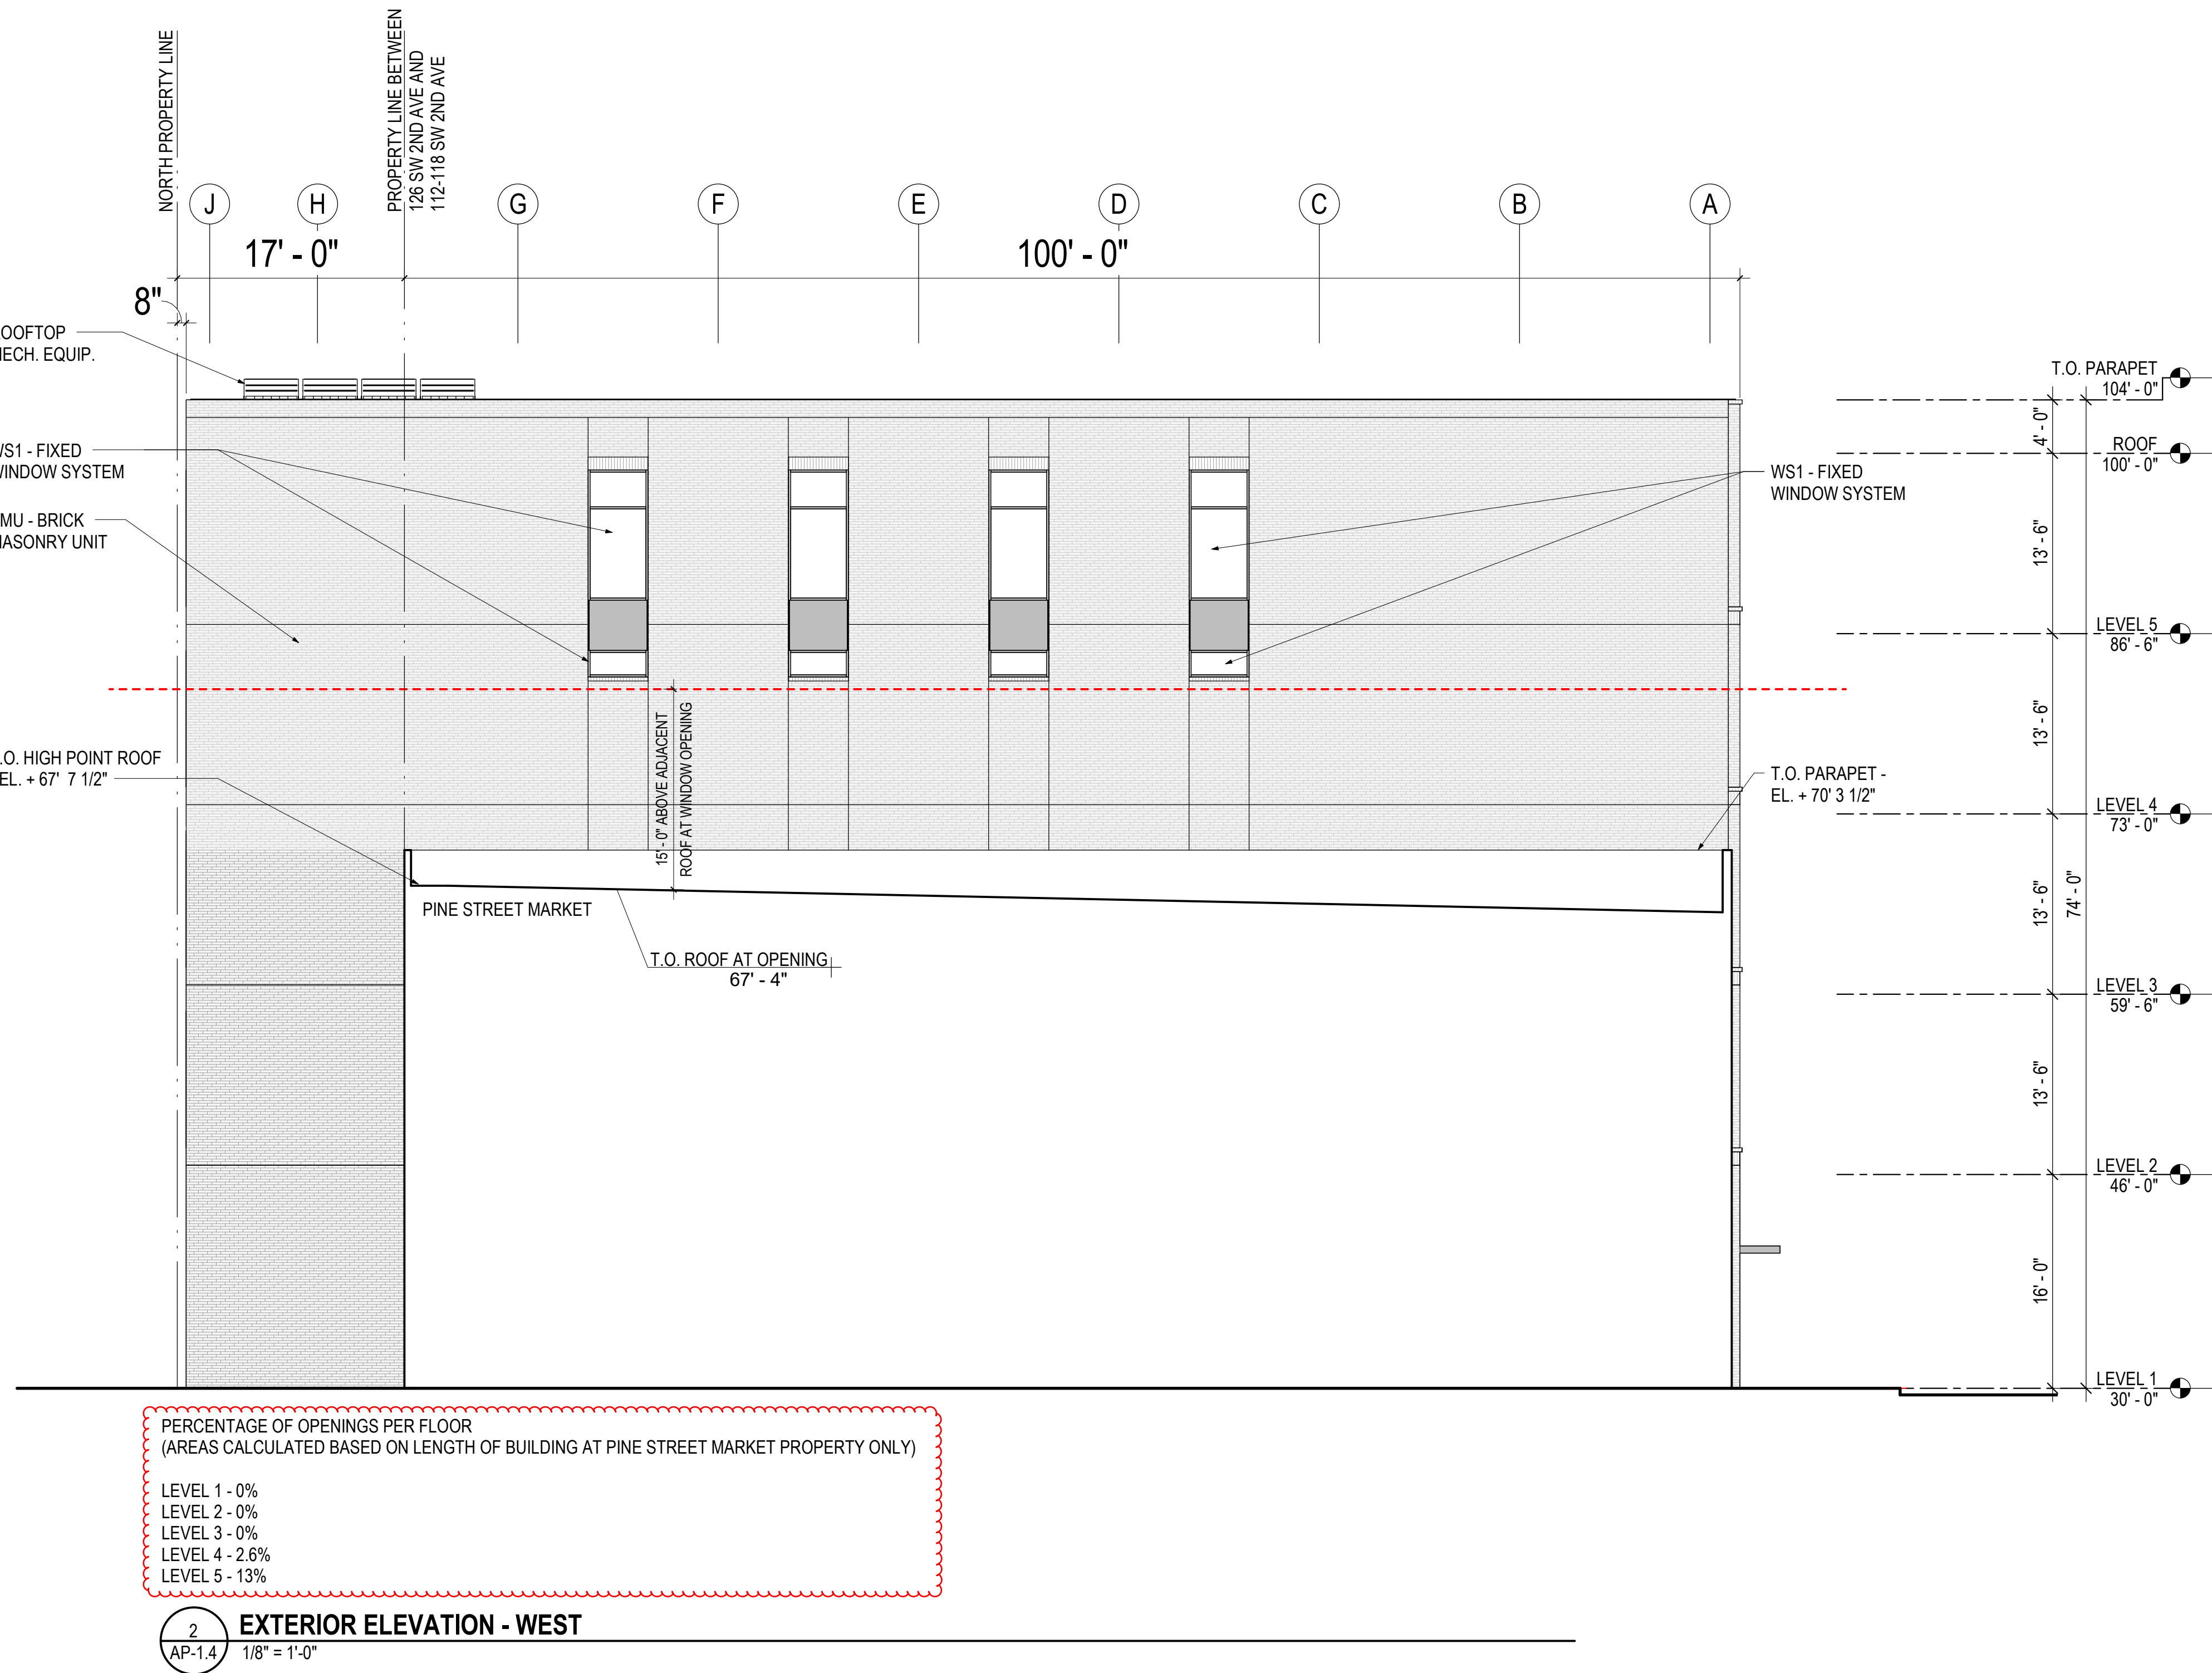 NORTH PROPERTY LINE
PROPERTY LINE BETWEEN
126 SW 2ND AVE AND
112-118 SW 2ND AVE
J
H
G
F
E
D
C
B
A
17' - 0"
100' - 0"
8"
OOFTOP
ECH. EQUIP.
S1 - FIXED
INDOW SYSTEM
MU - BRICK
ASONRY UNIT
.O. HIGH POINT ROOF
EL. + 67' 7 1/2"
WS1 - FIXED
WINDOW SYSTEM
T.O. PARAPET -
EL. + 70' 3 1/2"
15' - 0" ABOVE ADJACENT
ROOF AT WINDOW OPENING
PINE STREET MARKET
T.O. ROOF AT OPENING
67' - 4"
T.O. PARAPET
104' - 0"
4' - 0"
ROOF
100' - 0"
13' - 6"
LEVEL 5
86' - 6"
13' - 6"
LEVEL 4
73' - 0"
13' - 6"
74' - 0"
LEVEL 3
59' - 6"
13' - 6"
LEVEL 2
46' - 0"
16' - 0"
LEVEL 1
30' - 0"
PERCENTAGE OF OPENINGS PER FLOOR
(AREAS CALCULATED BASED ON LENGTH OF BUILDING AT PINE STREET MARKET PROPERTY ONLY)
LEVEL 1 - 0%
LEVEL 2 - 0%
LEVEL 3 - 0%
LEVEL 4 - 2.6%
LEVEL 5 - 13%
2
AP-1.4
EXTERIOR ELEVATION - WEST
1/8" = 1'-0"